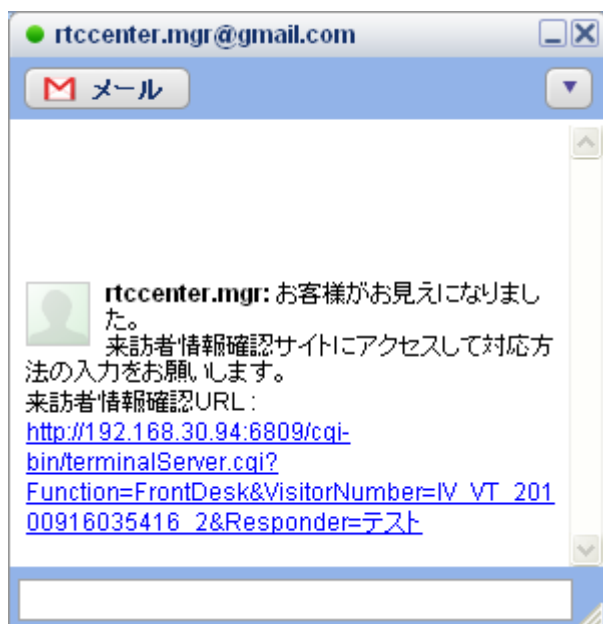 rtccenter.mgr@gmail.com
メール
rtccenter.mgr: お客様がお見えになりまし
た。
来訪者情報確認サイトにアクセスして対応方
法の入力をお願いします。
来訪者情報確認URL :
http://192.168.30.94:6809/cgi-
bin/terminalServer.cgi?
Function=FrontDesk&VisitorNumber=IV_VT_201
00916035416_2&Responder=テスト